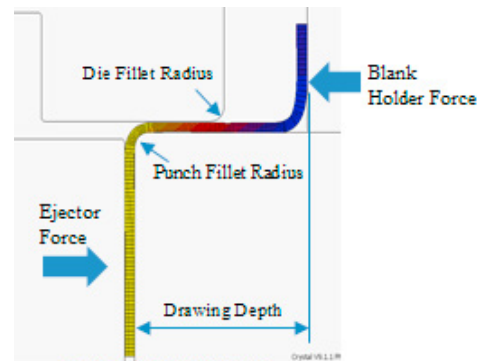 Die Fillet Radius
Blank
Holder Force
Punch Fillet Radius
Ejector
Force
Drawing Depth